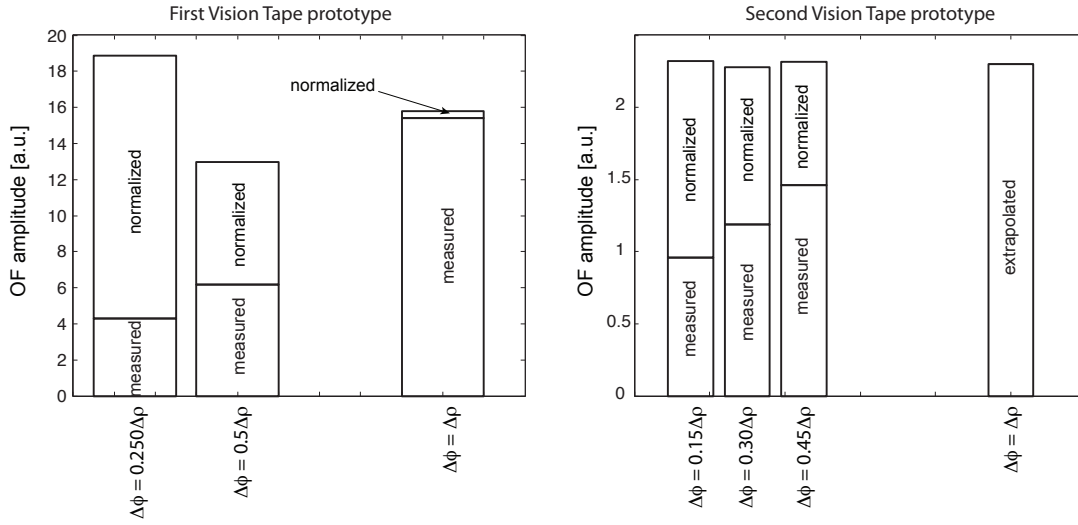 First Vision Tape prototype
OF amplitude [a.u.]
20
18
16
14
12
10
8
6
4
2
0
normalized
measured
normalized
measured
normalized
measured
Δϕ = 0.250Δρ
Δϕ = 0.5Δρ
Δϕ = Δρ
Second Vision Tape prototype
OF amplitude [a.u.]
2
1.5
1
0.5
0
normalized
measured
normalized
measured
normalized
measured
extrapolated
Δϕ = 0.15Δρ
Δϕ = 0.30Δρ
Δϕ = 0.45Δρ
Δϕ = Δρ